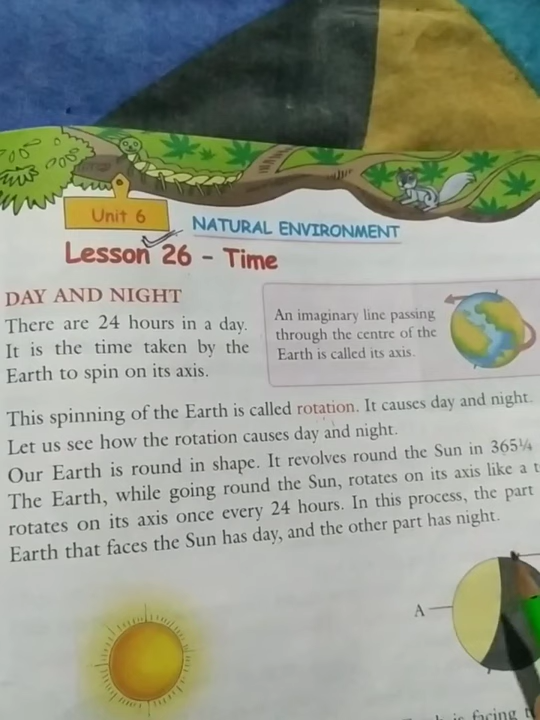 Unit 6
NATURAL ENVIRONMENT
Lesson 26 - Time
DAY AND NIGHT
There are 24 hours in a day.
It is the time taken by the
Earth to spin on its axis.
An imaginary line passing
through the centre of the
Earth is called its axis.
This spinning of the Earth is called rotation. It causes day and night.
Let us see how the rotation causes day and night.
Our Earth is round in shape. It revolves round the Sun in 365¼
The Earth, while going round the Sun, rotates on its axis like a
rotates on its axis once every 24 hours. In this process, the part
Earth that faces the Sun has day, and the other part has night.
A
is facing